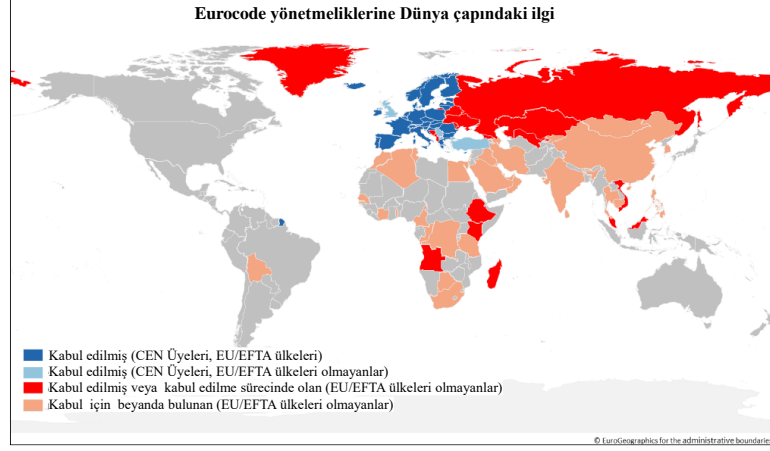 Eurocode yönetmeliklerine Dünya çapındaki ilgi
Kabul edilmiş (CEN Üyeleri, EU/EFTA ülkeleri)
Kabul edilmiş (CEN Üyeleri, EU/EFTA ülkeleri olmayanlar)
Kabul edilmiş veya kabul edilme sürecinde olan (EU/EFTA ülkeleri olmayanlar)
Kabul için beyanda bulunan (EU/EFTA ülkeleri olmayanlar)
© EuroGeographics for the administrative boundaries